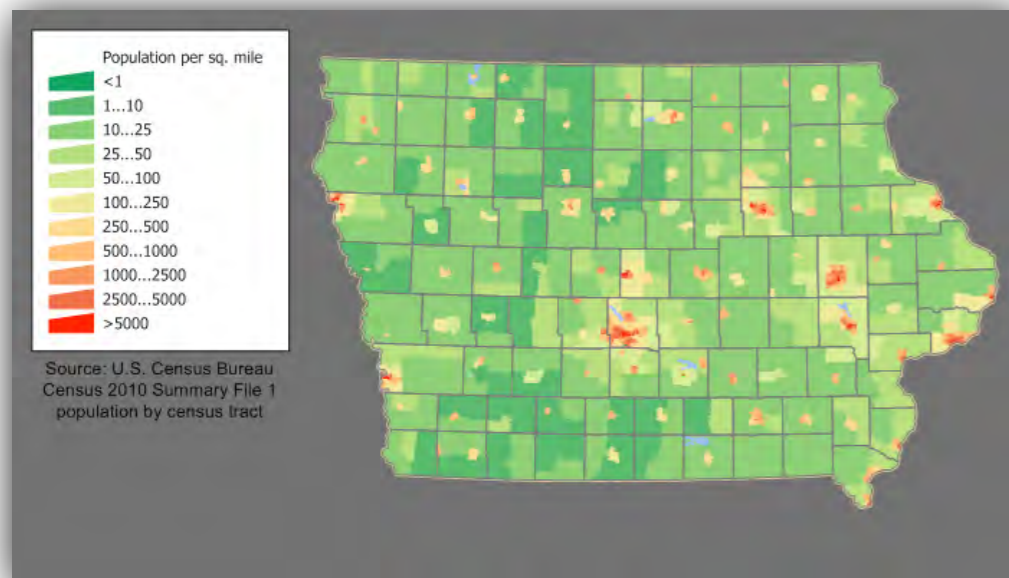 Population per sq. mile
<1
1...10
10...25
25...50
50...100
100...250
250...500
500...1000
1000...2500
2500...5000
>5000
Source: U.S. Census Bureau
Census 2010 Summary File 1
population by census tract